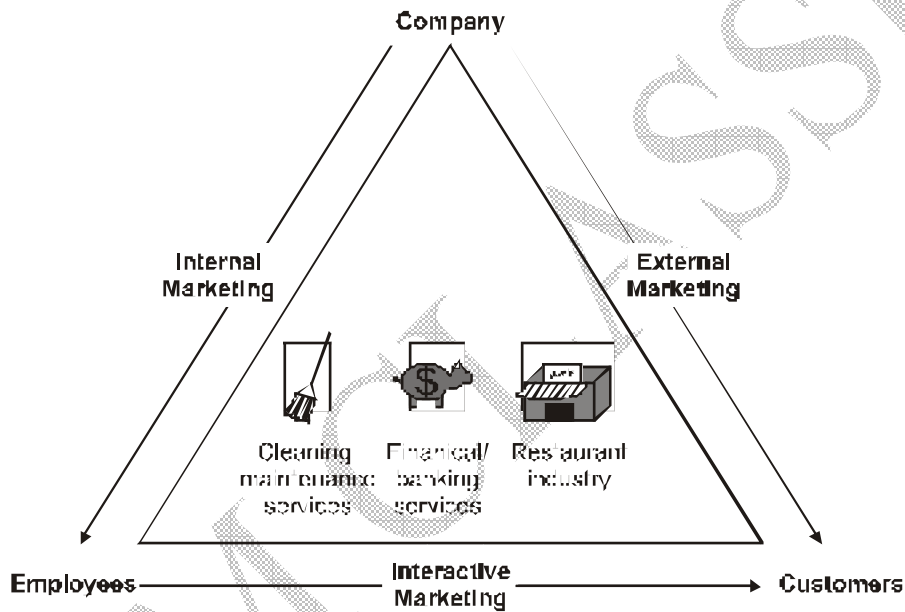 Company
Internal
Marketing
External
Marketing
Cleaning
maintenance
services
Financial/
banking
services
Restaurant
industry
Employees
Interactive
Marketing
Customers